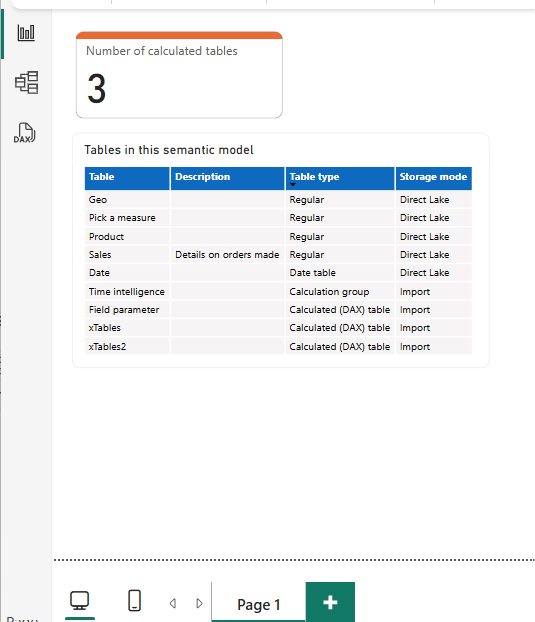 DAX
Number of calculated tables
3
Tables in this semantic model
Table Description Table type Storage mode
Geo Regular Direct Lake
Pick a measure Regular Direct Lake
Product Regular Direct Lake
Sales Details on orders made Regular Direct Lake
Date Date table Direct Lake
Time intelligence Calculation group Import
Field parameter Calculated (DAX) table Import
xTables Calculated (DAX) table Import
xTables2 Calculated (DAX) table Import
Page 1